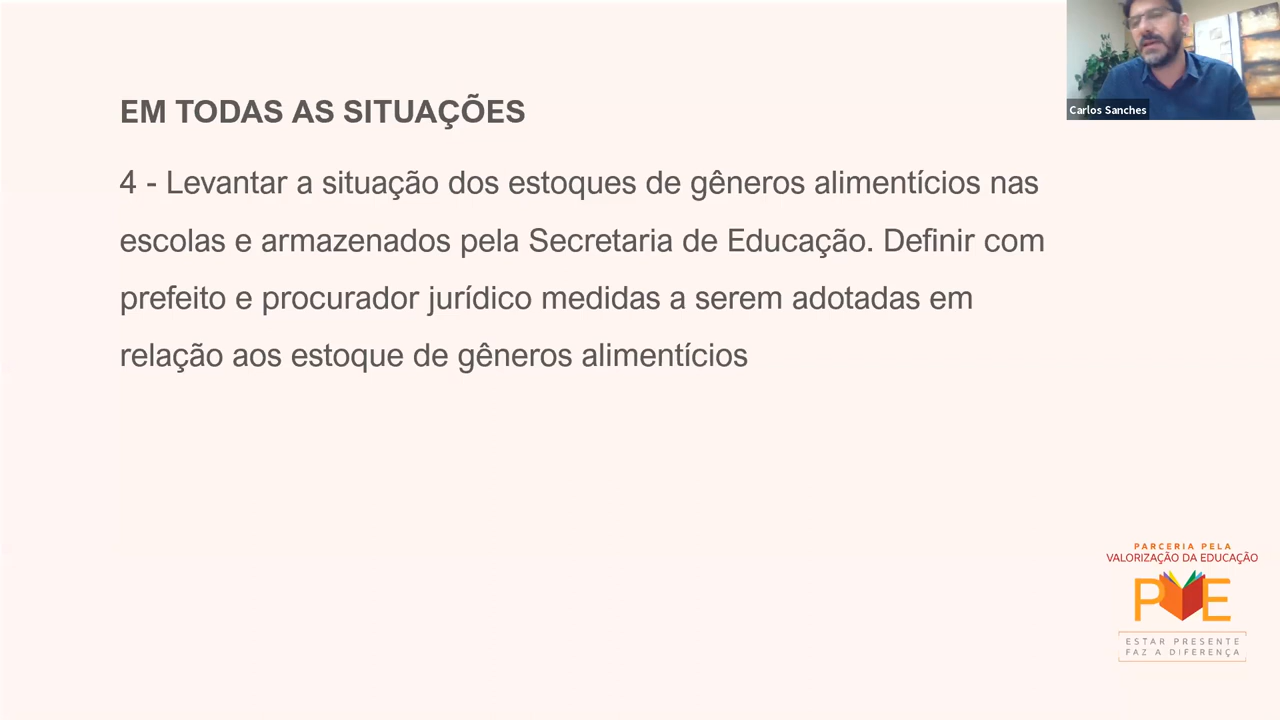 EM TODAS AS SITUAÇÕES
4 - Levantar a situação dos estoques de gêneros alimentícios nas
escolas e armazenados pela Secretaria de Educação. Definir com
prefeito e procurador jurídico medidas a serem adotadas em
relação aos estoque de gêneros alimentícios
Carlos Sanches
PARCERIA PELA
VALORIZAÇÃO DA EDUCAÇÃO
PVE
ESTAR PRESENTE
FAZ A DIFERENÇA